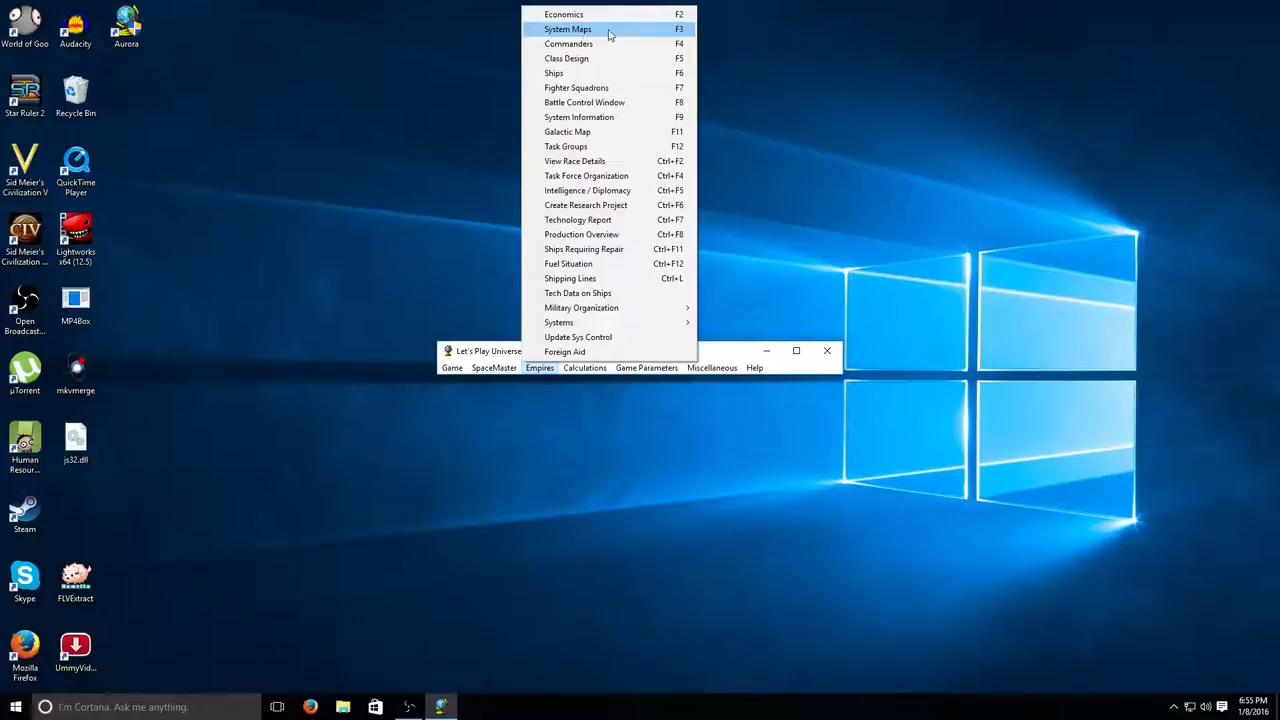 World of Goo
Audacity
Aurora
Star Ruler 2
Recycle Bin
Sid Meier's
Civilization V
QuickTime
Player
Sid Meier's
Civilization ...
Lightworks
x64 (12.5)
Open
Broadcast...
MP4Box
µTorrent
mkvmerge
Human
Resour...
js32.dll
Steam
Skype
FLVExtract
Mozilla
Firefox
UmmyVid...
Economics F2
System Maps F3
Commanders F4
Class Design F5
Ships F6
Fighter Squadrons F7
Battle Control Window F8
System Information F9
Galactic Map F11
Task Groups F12
View Race Details Ctrl+F2
Task Force Organization Ctrl+F4
Intelligence / Diplomacy Ctrl+F5
Create Research Project Ctrl+F6
Technology Report Ctrl+F7
Production Overview Ctrl+F8
Ships Requiring Repair Ctrl+F11
Fuel Situation Ctrl+F12
Shipping Lines Ctrl+L
Tech Data on Ships
Military Organization
Systems
Update Sys Control
Foreign Aid
Let's Play Universe
Game SpaceMaster Empires Calculations Game Parameters Miscellaneous Help
I'm Cortana. Ask me anything.
6:55 PM
1/8/2016